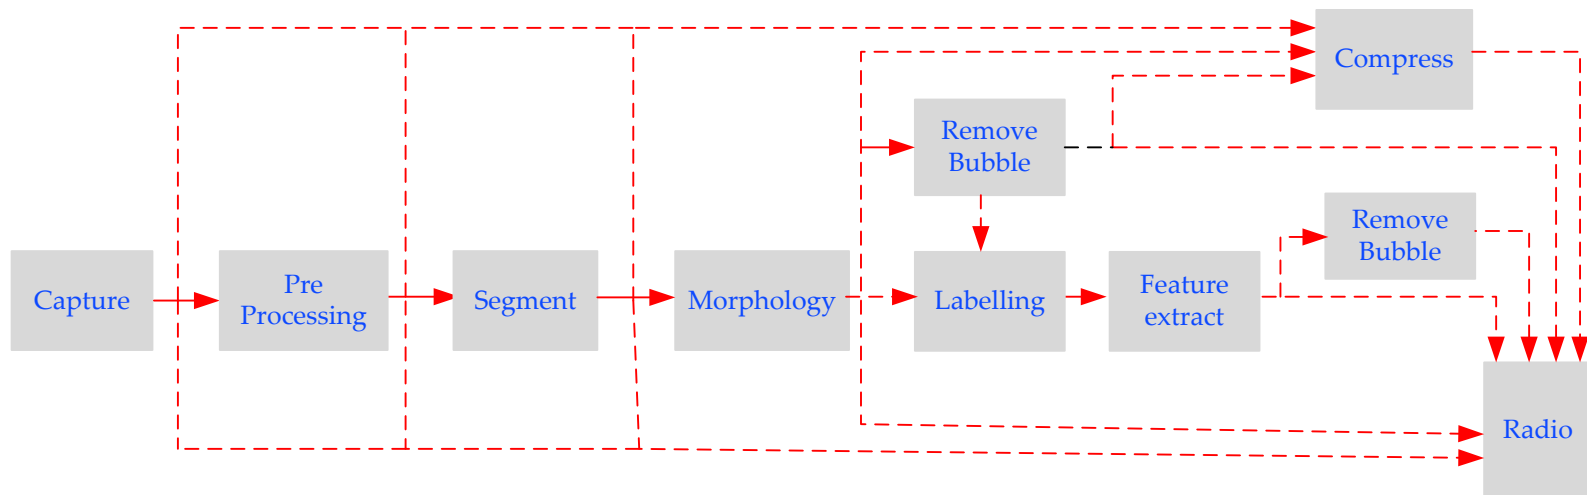 Compress
Remove
Bubble
Remove
Bubble
Capture
Pre
Processing
Segment
Morphology
Labelling
Feature
extract
Radio